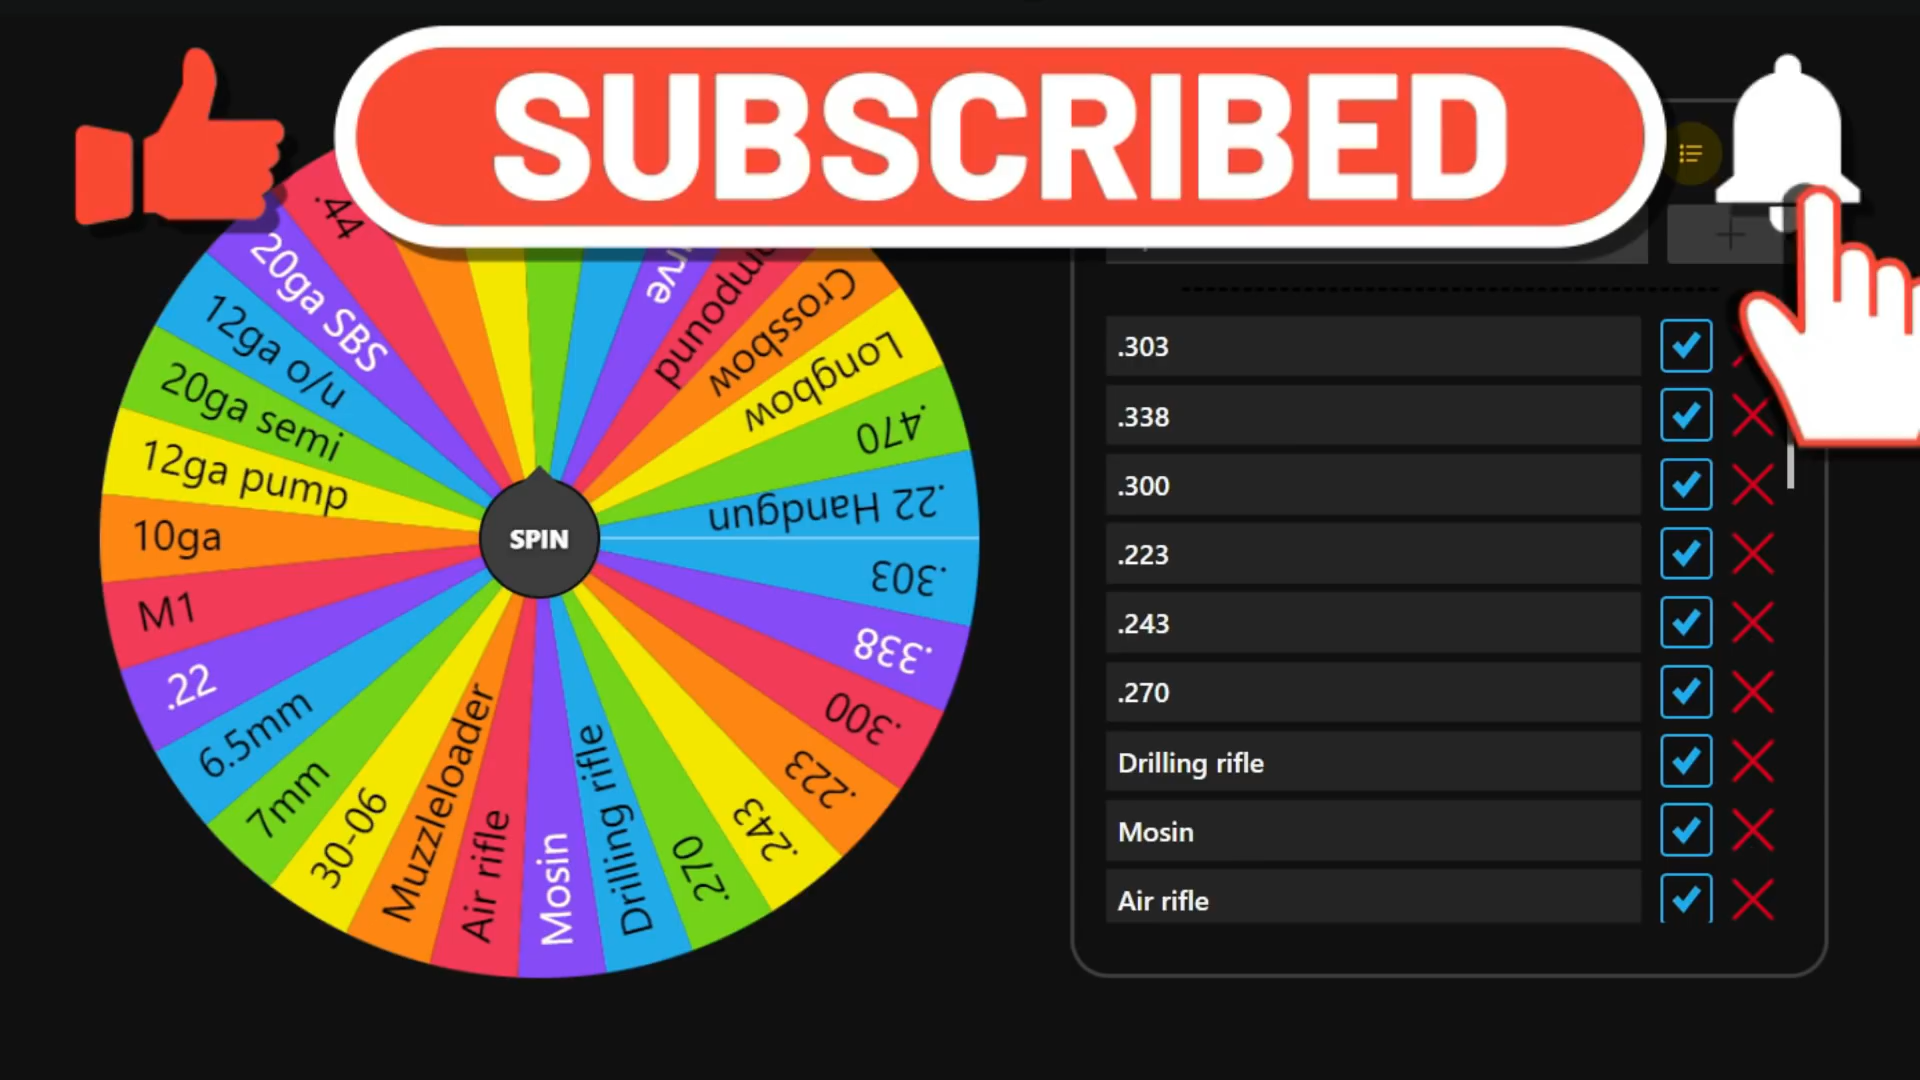 SUBSCRIBED
.44
20ga SBS
12ga o/u
20ga semi
12ga pump
10ga
M1
.22
6.5mm
7mm
30-06
Muzzleloader
Air rifle
Mosin
Drilling rifle
.270
.243
.223
.300
.338
.303
.22 Handgun
.470
Longbow
Crossbow
SPIN
.303
.338
.300
.223
.243
.270
Drilling rifle
Mosin
Air rifle